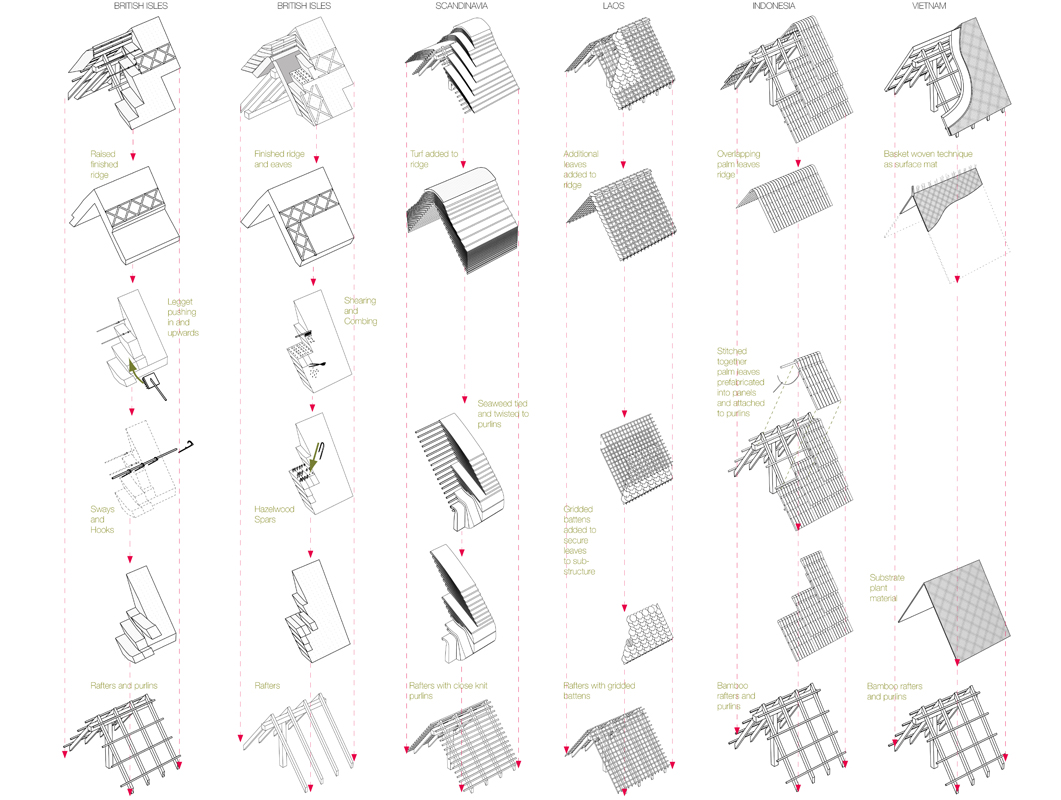 BRITISH ISLES
BRITISH ISLES
SCANDINAVIA
LAOS
INDONESIA
VIETNAM
Raised
finished
ridge
Finished ridge
and eaves
Turf added to
ridge
Additional
leaves
added to
ridge
Overlapping
palm leaves
ridge
Basket woven technique
as surface mat
Legget
pushing
in and
upwards
Shearing
and
Combing
Seaweed tied
and twisted to
purlins
Stitched
together
palm leaves
prefabricated
into panels
and attached
to purlins
Sways
and
Hooks
Hazelwood
Spars
Gridded
battens
added to
secure
leaves
to sub-
structure
Substrate
plant
material
Rafters and purlins
Rafters
Rafters with close knit
purlins
Rafters with gridded
battens
Bamboo
rafters and
purlins
Bamboo rafters
and purlins